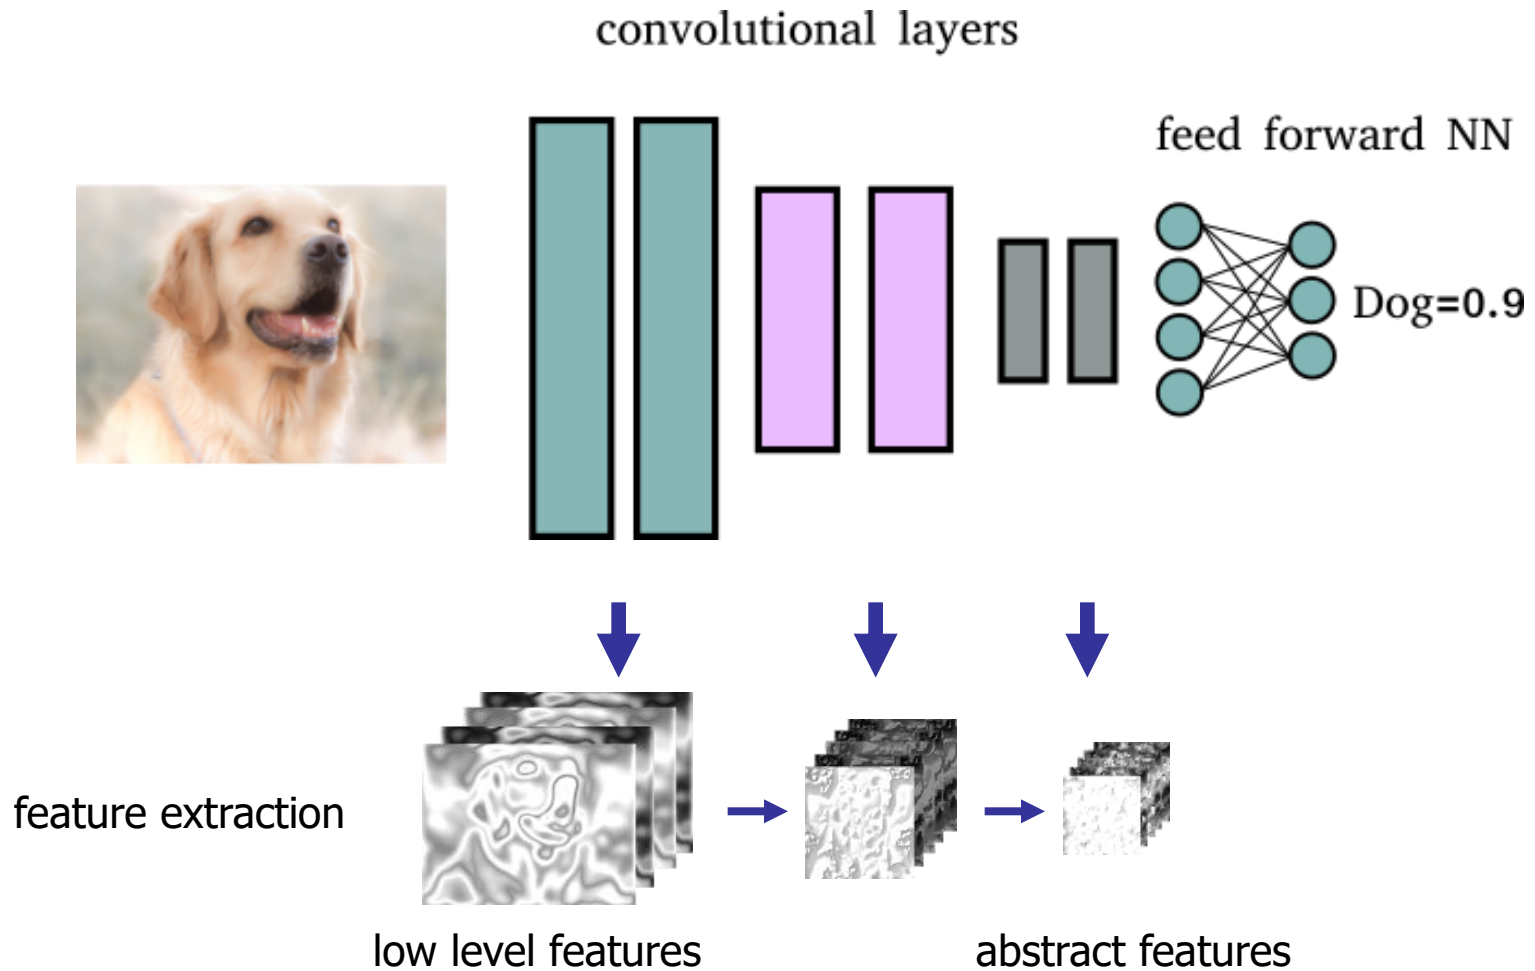 convolutional layers
feed forward NN
Dog=0.9
feature extraction
low level features
abstract features